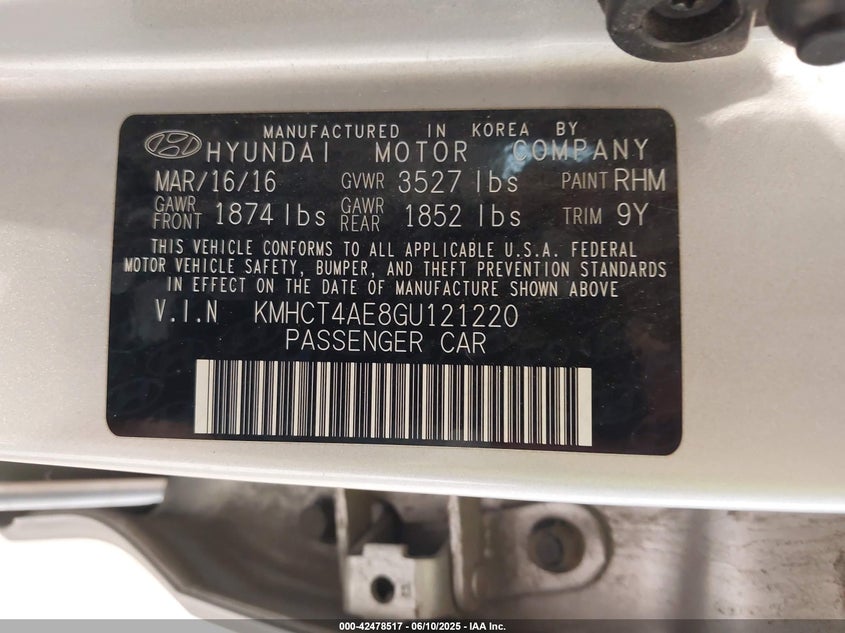 MANUFACTURED IN KOREA BY
HYUNDAI MOTOR COMPANY
MAR/16/16 GVWR 3527 lbs PAINT RHM
GAWR FRONT 1874 lbs GAWR REAR 1852 lbs TRIM 9Y
THIS VEHICLE CONFORMS TO ALL APPLICABLE U.S.A. FEDERAL
MOTOR VEHICLE SAFETY, BUMPER, AND THEFT PREVENTION STANDARDS
IN EFFECT ON THE DATE OF MANUFACTURE SHOWN ABOVE
V.I.N KMHCT4AE8GU121220
PASSENGER CAR
000-42478517 - 06/10/2025 - IAA Inc.